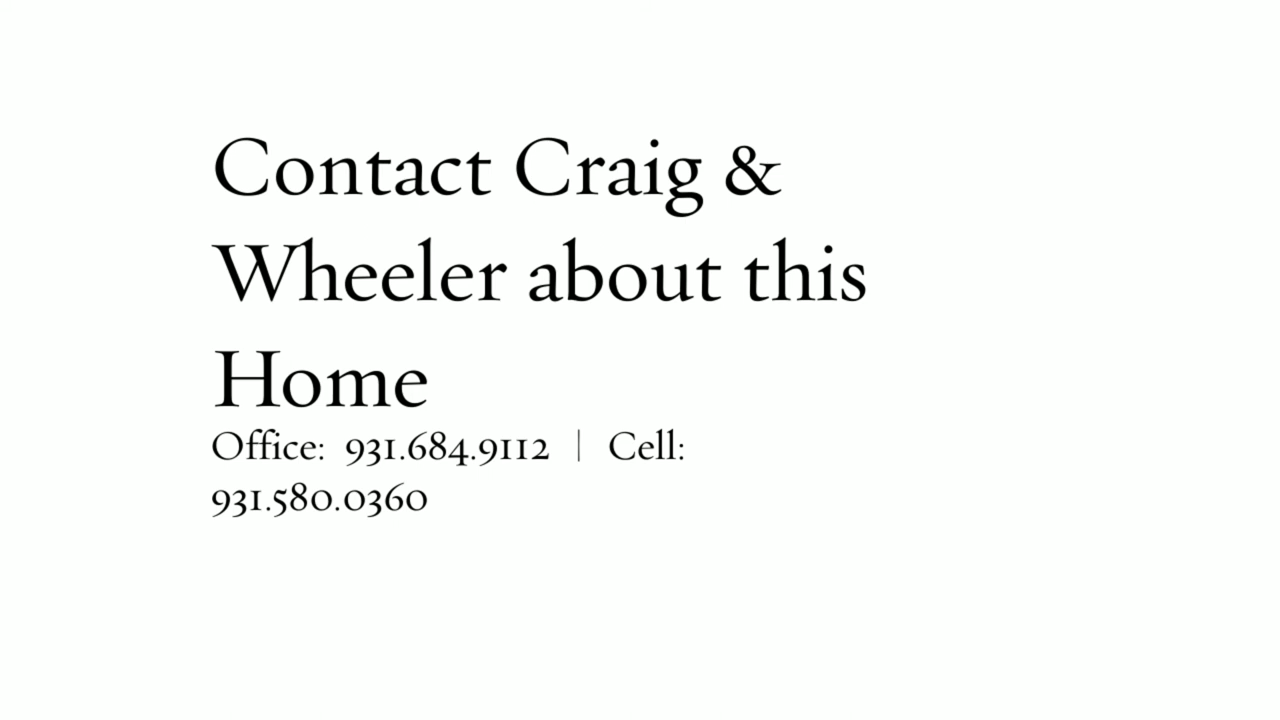 Contact Craig &
Wheeler about this
Home
Office: 931.684.9112 | Cell:
931.580.0360